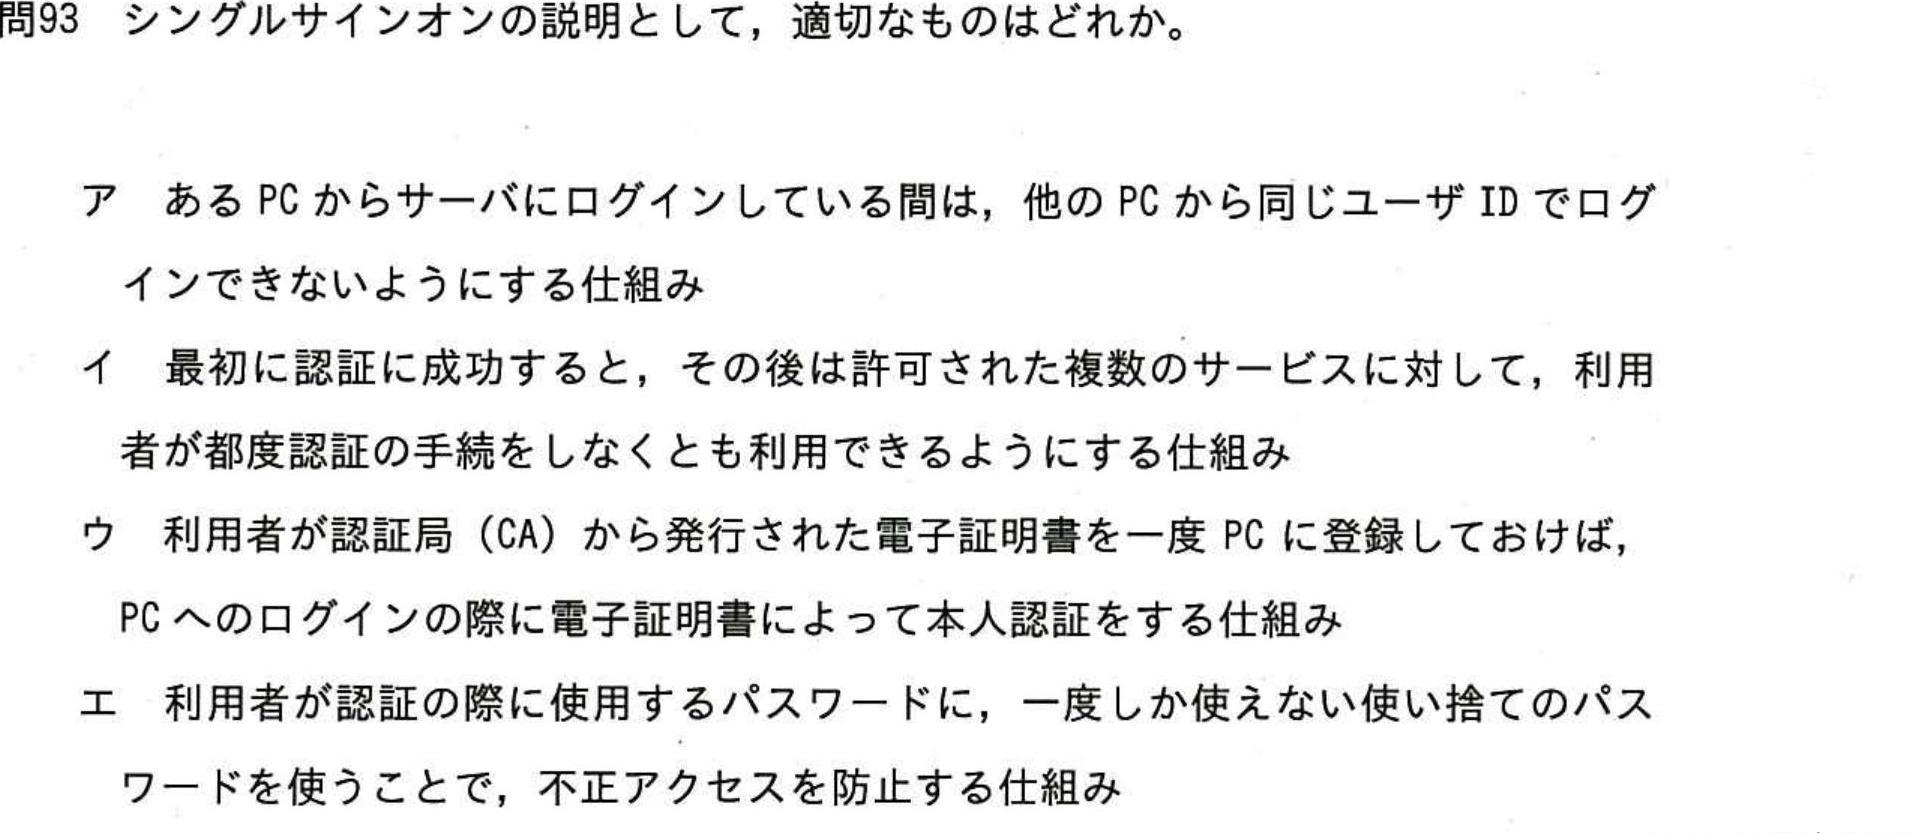 問93 シングルサインオンの説明として，適切なものはどれか。
ア あるPCからサーバにログインしている間は，他のPCから同じユーザIDでログ
インできないようにする仕組み
イ 最初に認証に成功すると，その後は許可された複数のサービスに対して，利用
者が都度認証の手続をしなくとも利用できるようにする仕組み
ウ 利用者が認証局（CA）から発行された電子証明書を一度PCに登録しておけば，
PCへのログインの際に電子証明書によって本人認証をする仕組み
エ 利用者が認証の際に使用するパスワードに，一度しか使えない使い捨てのパス
ワードを使うことで，不正アクセスを防止する仕組み